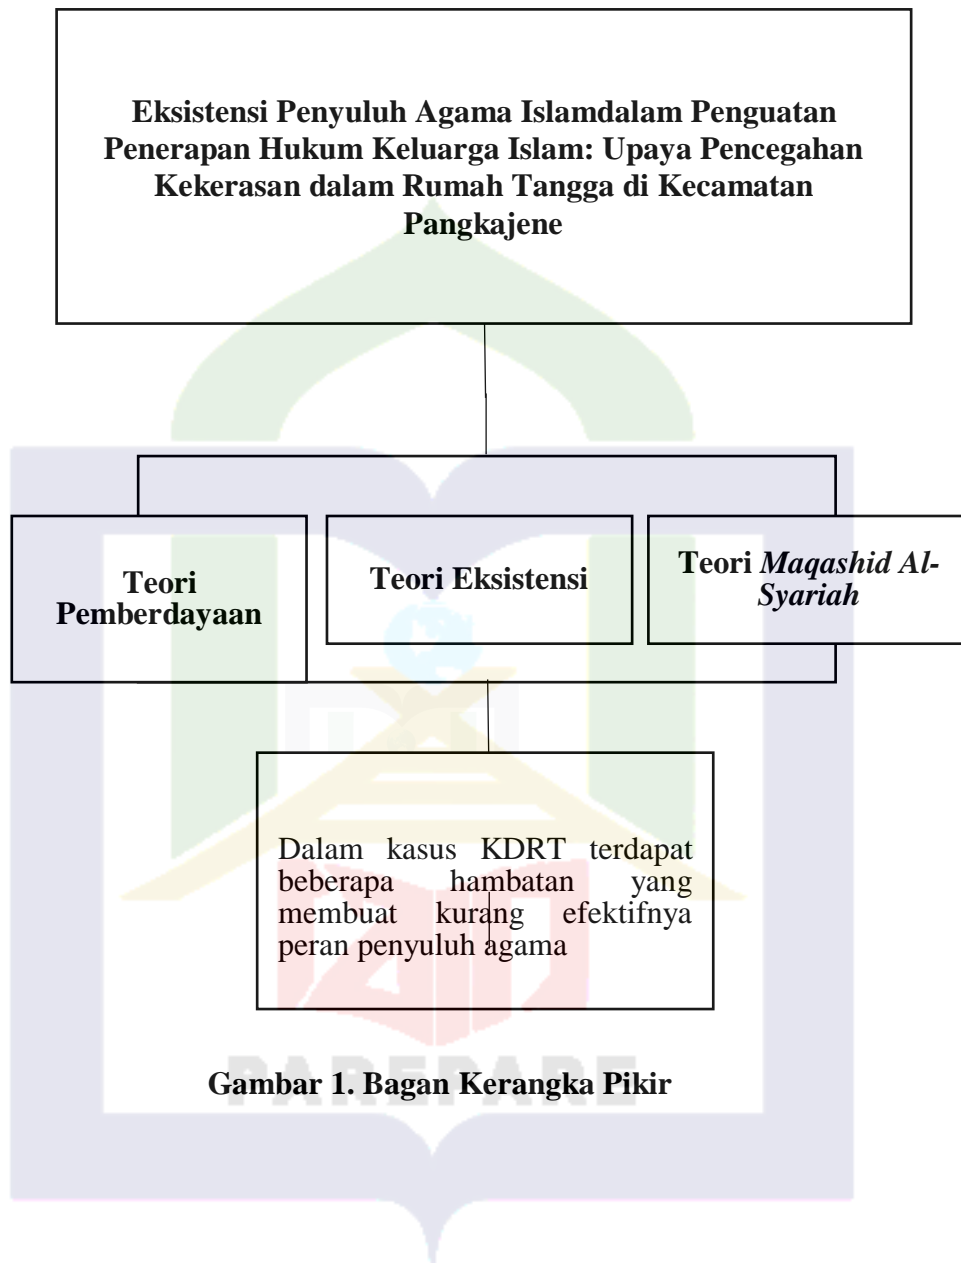 Eksistensi Penyuluh Agama Islamdalam Penguatan
Penerapan Hukum Keluarga Islam: Upaya Pencegahan
Kekerasan dalam Rumah Tangga di Kecamatan
Pangkajene
Teori
Pemberdayaan
Teori Eksistensi
Teori Maqashid Al-
Syariah
Dalam kasus KDRT terdapat
beberapa hambatan yang
membuat kurang efektifnya
peran penyuluh agama
Gambar 1. Bagan Kerangka Pikir
PAREPARE